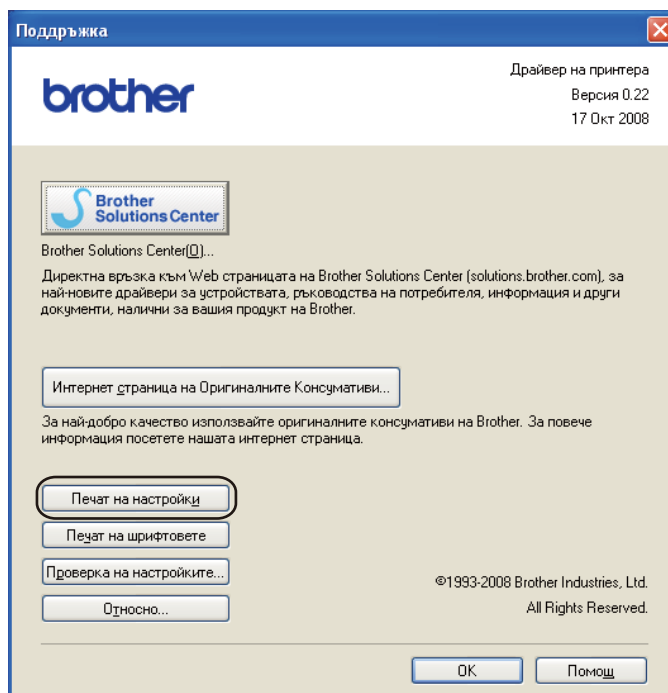 Поддръжка
brother
Драйвер на принтера
Версия 0.22
17 Окт 2008
Brother
Solutions Center
Brother Solutions Center(O)...
Директна връзка към Web страницата на Brother Solutions Center (solutions.brother.com), за
най-новите драйвери за устройствата, ръководства на потребителя, информация и други
документи, налични за вашия продукт на Brother.
Интернет страница на Оригиналните Консумативи...
За най-добро качество използвайте оригиналните консумативи на Brother. За повече
информация посетете нашата интернет страница.
Печат на настройки
Печат на шрифтовете
Проверка на настройките...
Относно...
©1993-2008 Brother Industries, Ltd.
All Rights Reserved.
OK
Помощ